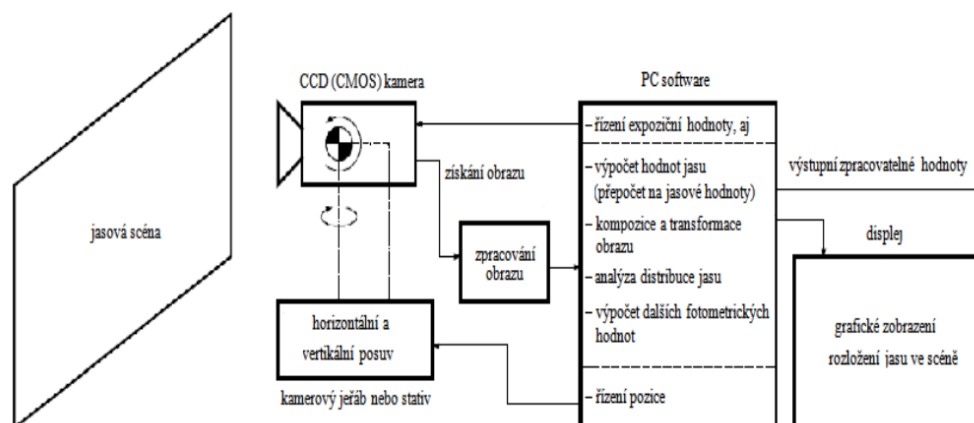 jasová scéna
CCD (CMOS) kamera
získání obrazu
zpracování
obrazu
horizontální a
vertikální posuv
kamerový jeřáb nebo stativ
PC software
– řízení expoziční hodnoty, aj
– výpočet hodnot jasu
(přepočet na jasové hodnoty)
– kompozice a transformace
obrazu
– analýza distribuce jasu
– výpočet dalších fotometrických
hodnot
– řízení pozice
výstupní zpracovatelné hodnoty
displej
grafické zobrazení
rozložení jasu ve scéně